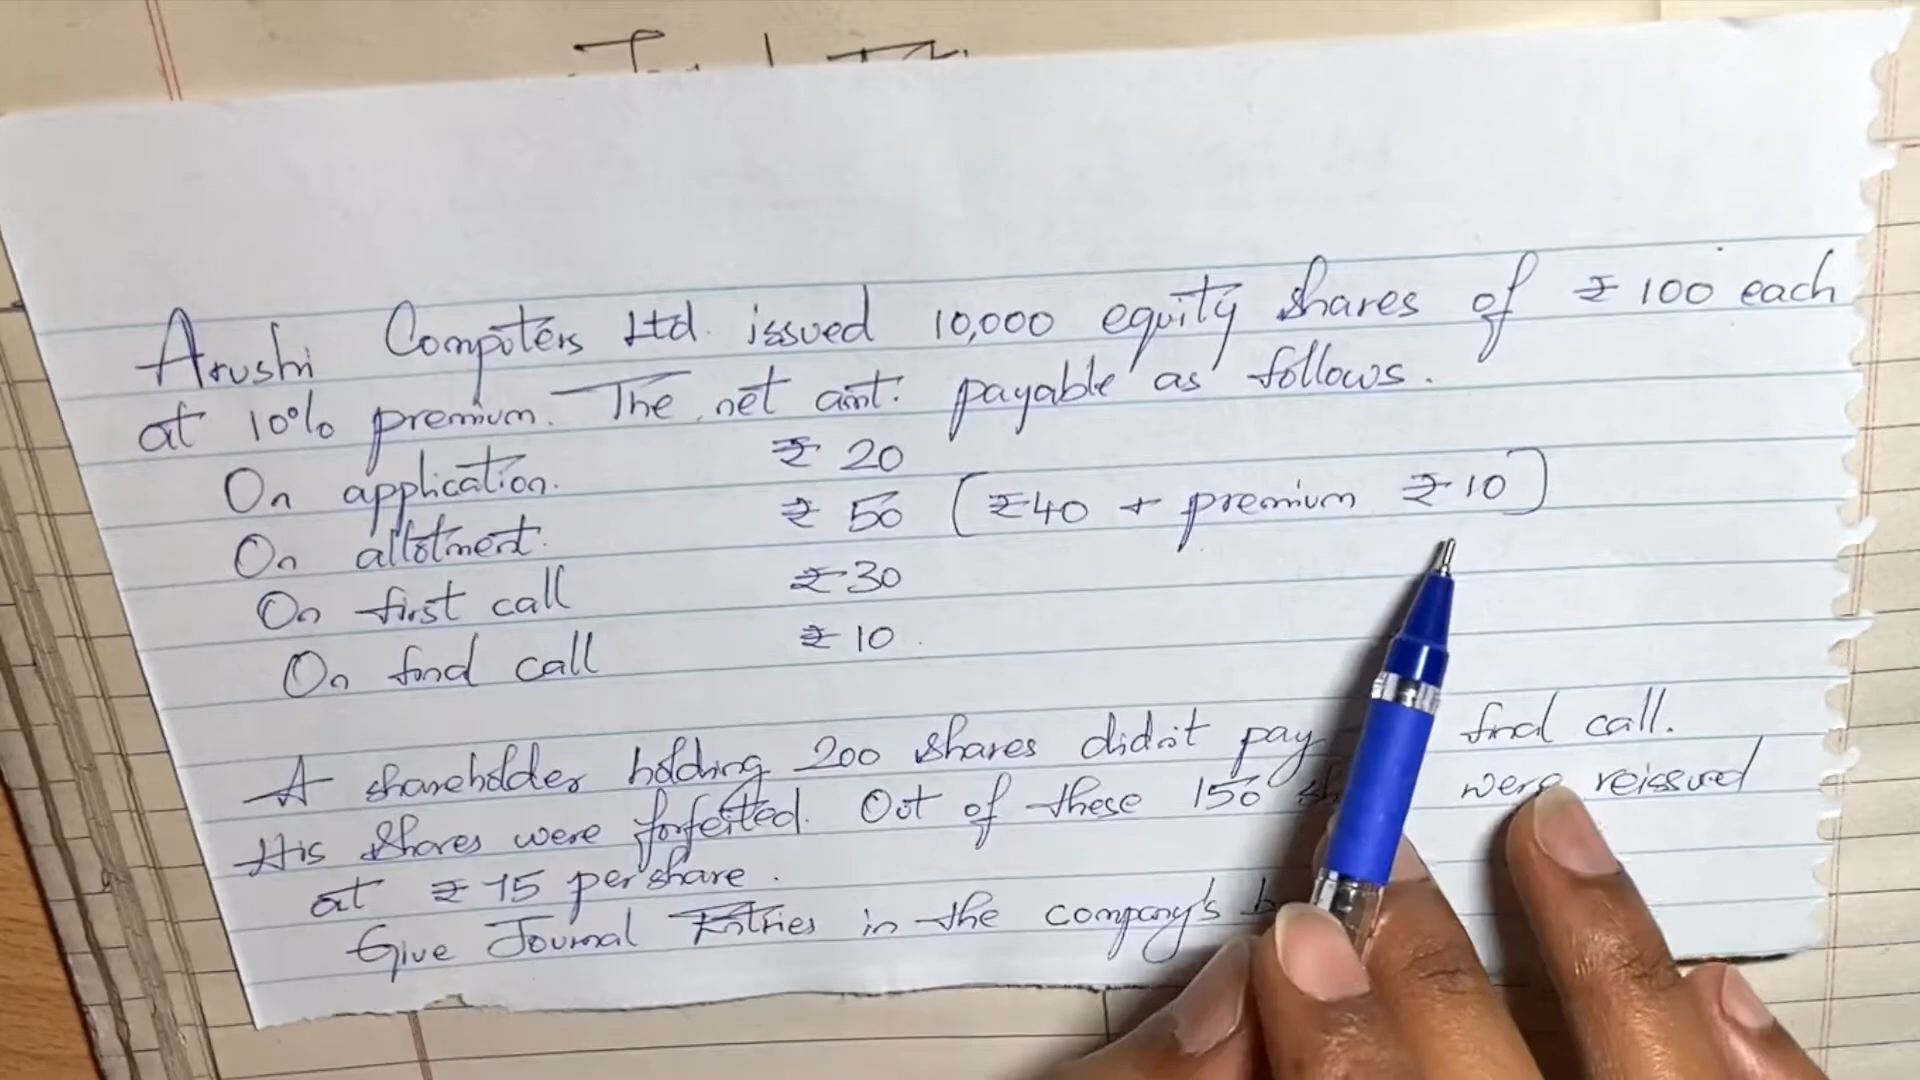 Arushi Computers Ltd. issued 10,000 equity shares of ₹ 100 each
at 10% premium. The net amt. payable as follows.
On application. ₹ 20
On allotment. ₹ 50 (₹40 + premium ₹10)
On first call ₹30
On final call ₹10
A shareholder holding 200 shares didn't pay final call.
His shares were forfeited. Out of these 150 were reissued
at ₹ 75 per share.
Give Journal Entries in the company's